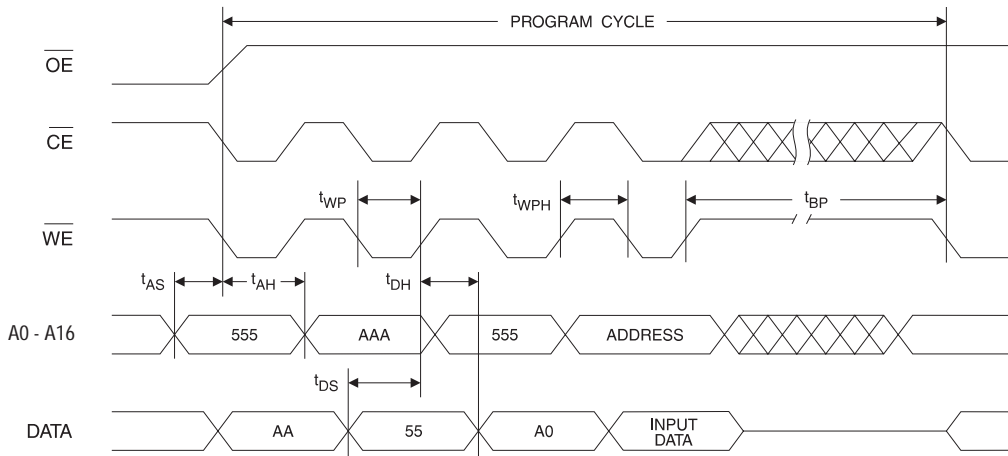 PROGRAM CYCLE
OE
CE
tWP
tWPH
tBP
WE
tAS
tAH
tDH
A0 - A16
555
AAA
555
ADDRESS
tDS
DATA
AA
55
A0
INPUT
DATA